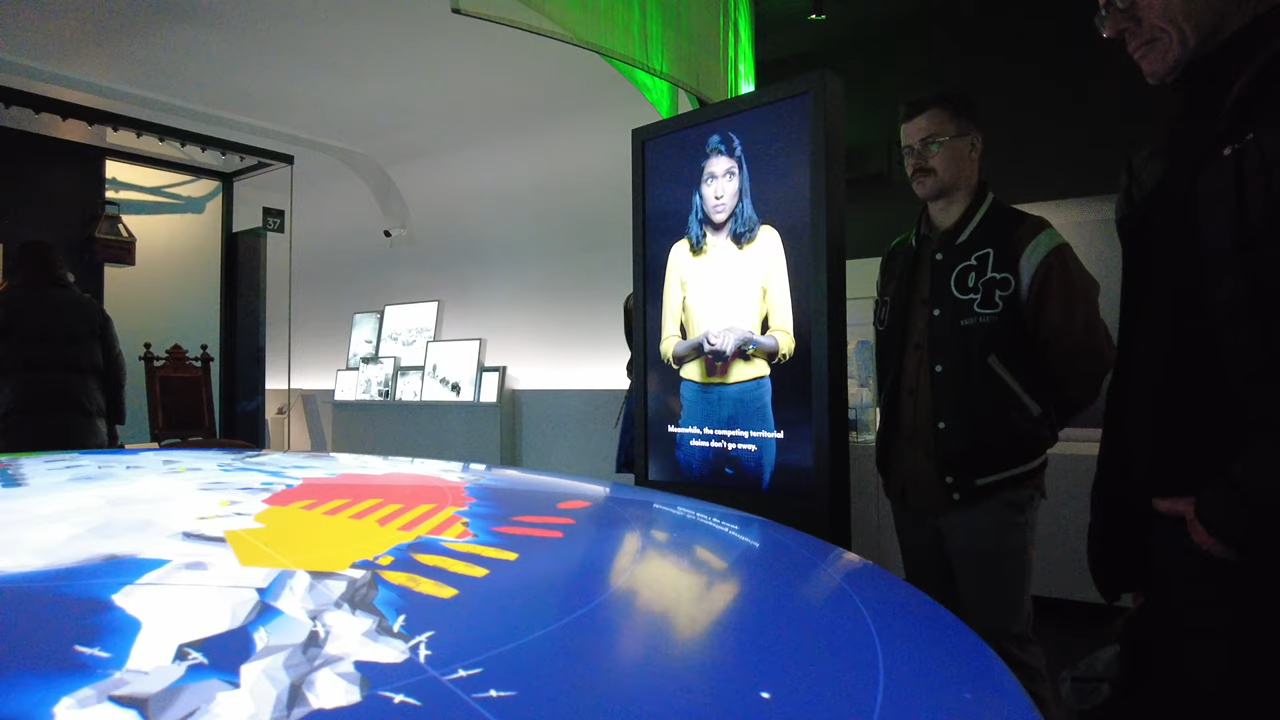 37
dr
Meanwhile, the competing territorial
claims don't go away.